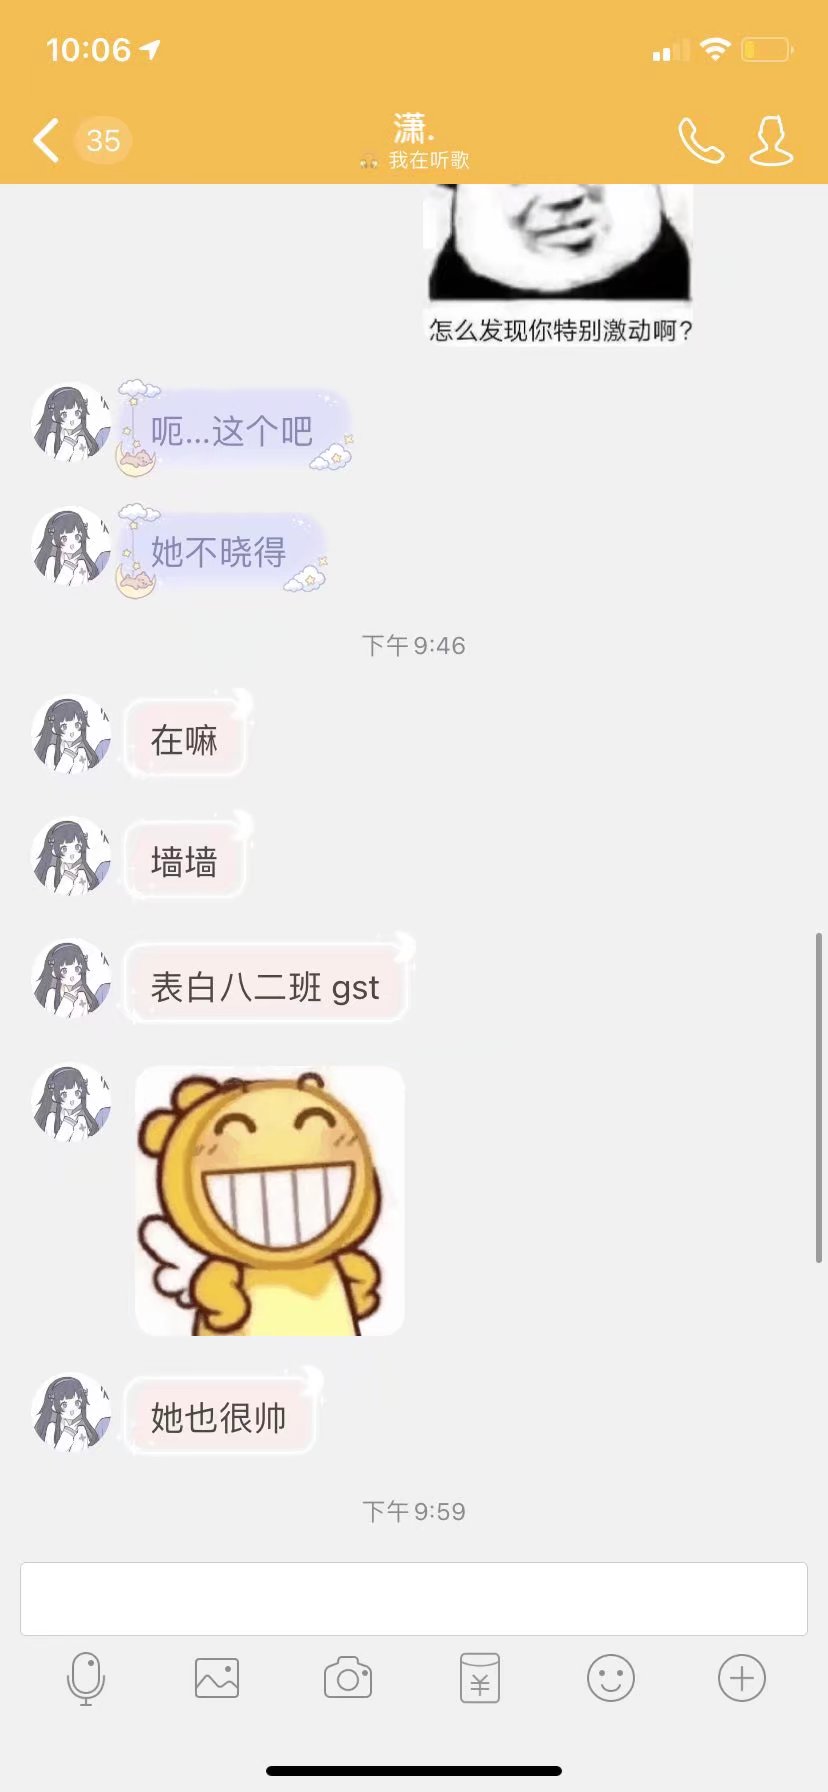 10:06
35
潇.
我在听歌
怎么发现你特别激动啊?
呃...这个吧
她不晓得
下午 9:46
在嘛
墙墙
表白八二班 gst
她也很帅
下午 9:59
¥